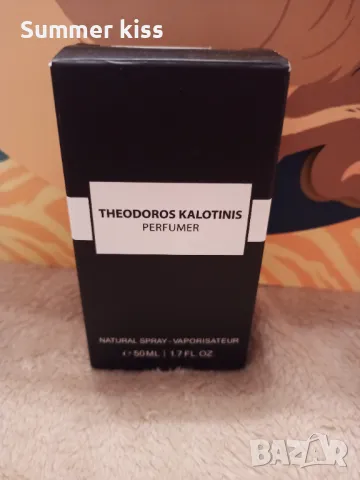 Summer kiss
THEODOROS KALOTINIS
PERFUMER
NATURAL SPRAY - VAPORISATEUR
℮ 50ML | 1.7 FL OZ.
BAZAR